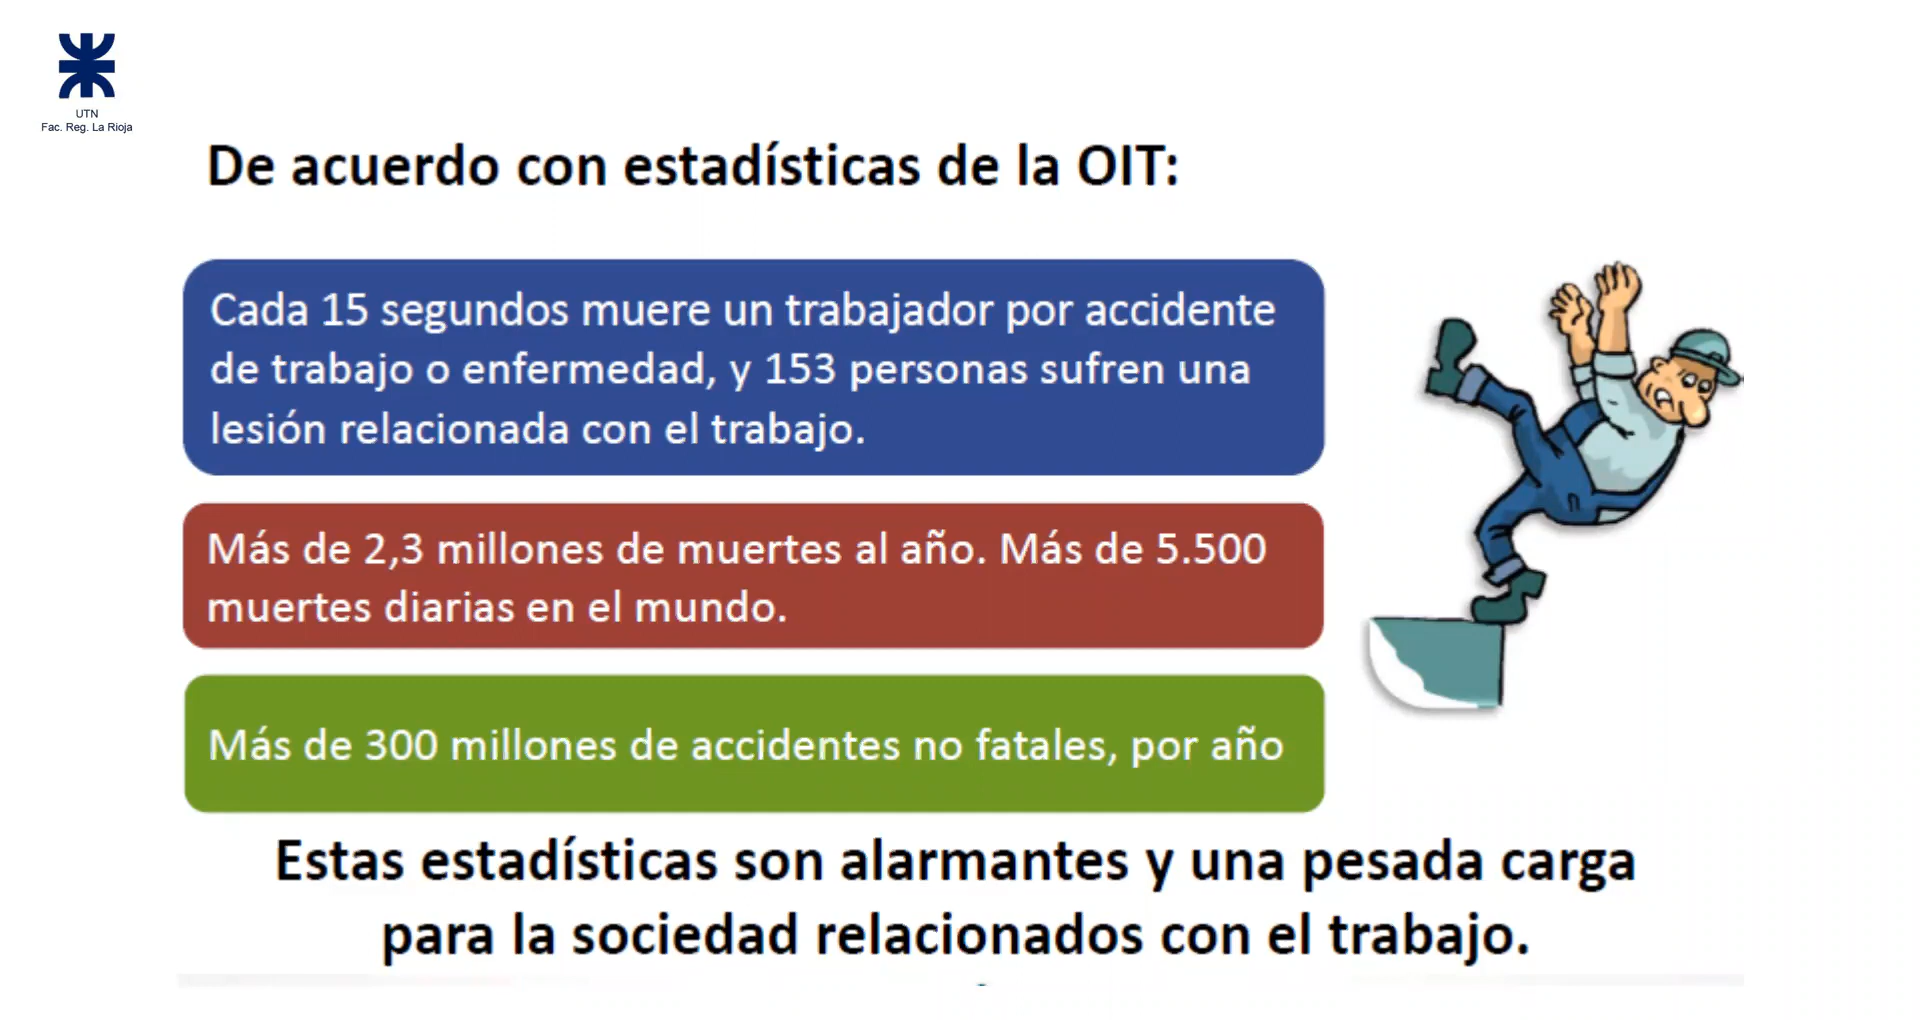 UTN
Fac. Reg. La Rioja
De acuerdo con estadísticas de la OIT:
Cada 15 segundos muere un trabajador por accidente
de trabajo o enfermedad, y 153 personas sufren una
lesión relacionada con el trabajo.
Más de 2,3 millones de muertes al año. Más de 5.500
muertes diarias en el mundo.
Más de 300 millones de accidentes no fatales, por año
Estas estadísticas son alarmantes y una pesada carga
para la sociedad relacionados con el trabajo.